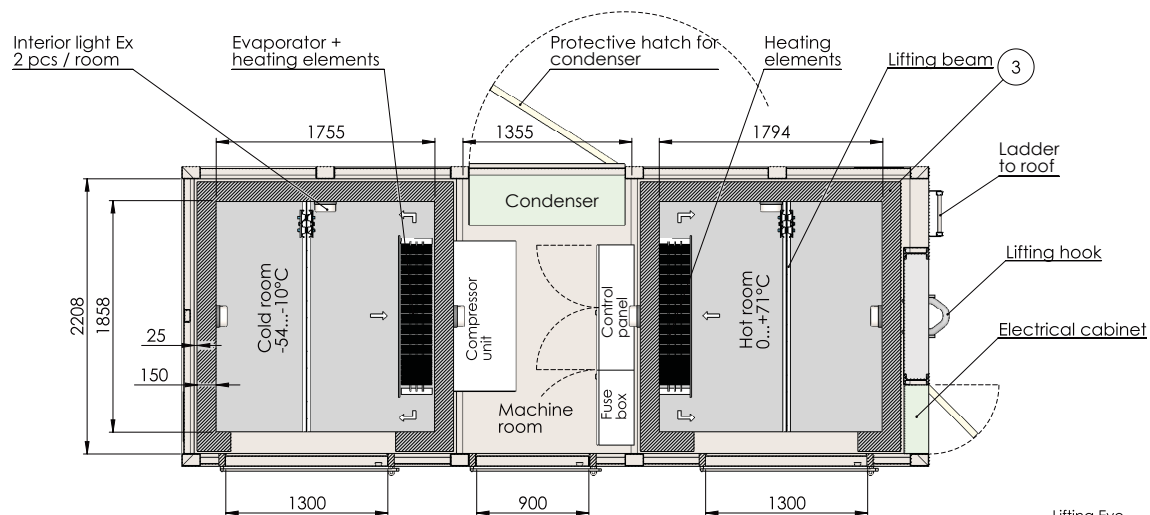 Interior light Ex
2 pcs / room
Evaporator +
heating elements
Protective hatch for
condenser
Heating
elements
Lifting beam
3
1755
1355
1794
Ladder
to roof
Condenser
Lifting hook
Cold room
-54...-10°C
Compressor
unit
Control
panel
Hot room
0...+71°C
2208
1858
25
150
Electrical cabinet
Machine
room
Fuse
box
1300
900
1300